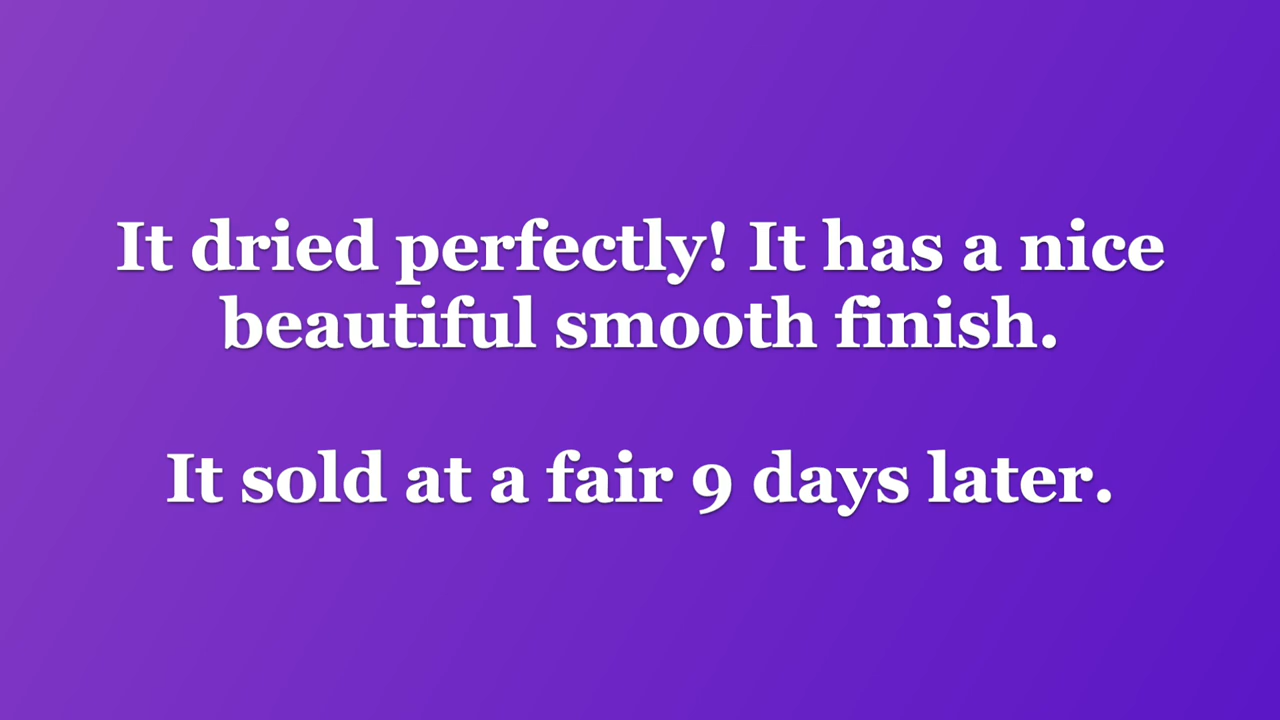 It dried perfectly! It has a nice
beautiful smooth finish.
It sold at a fair 9 days later.